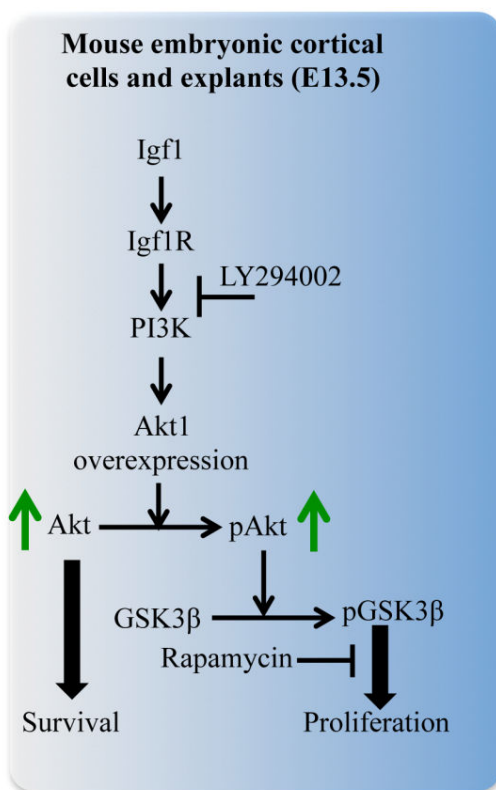 Mouse embryonic cortical
cells and explants (E13.5)
Igf1
Igf1R
LY294002
PI3K
Akt1
overexpression
Akt pAkt
GSK3β pGSK3β
Rapamycin
Survival Proliferation